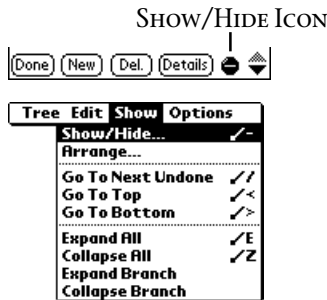 SHOW/HIDE ICON
Done New Del. Details
Tree Edit Show Options
Show/Hide... /-
Arrange...
Go To Next Undone //
Go To Top /<
Go To Bottom />
Expand All /E
Collapse All /Z
Expand Branch
Collapse Branch